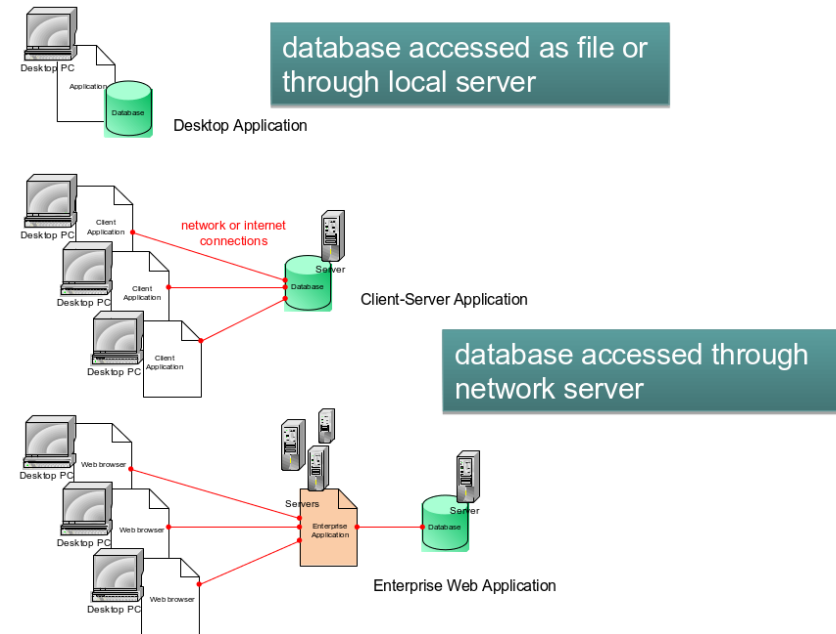 database accessed as file or
through local server
Desktop PC
Application
Database
Desktop Application
network or internet
connections
Desktop PC
Client
Application
Desktop PC
Client
Application
Desktop PC
Client
Application
Server
Database
Client-Server Application
database accessed through
network server
Desktop PC
Web browser
Desktop PC
Web browser
Desktop PC
Web browser
Servers
Enterprise
Application
Server
Database
Enterprise Web Application